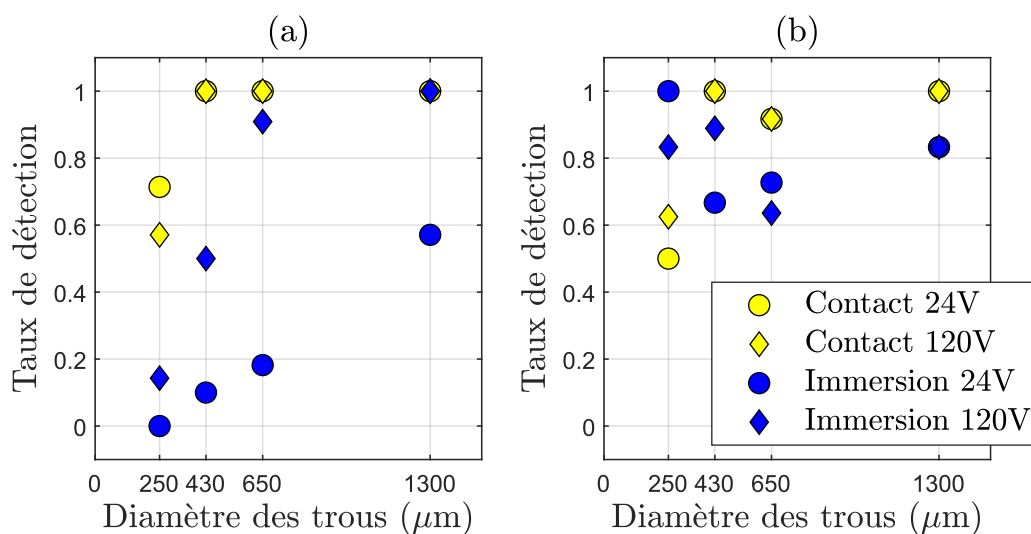 (a)
(b)
Taux de détection
1
0.8
0.6
0.4
0.2
0
0 250 430 650 1300
Diamètre des trous (μm)
Taux de détection
1
0.8
0.6
0.4
0.2
0
0 250 430 650 1300
Diamètre des trous (μm)
Contact 24V
Contact 120V
Immersion 24V
Immersion 120V